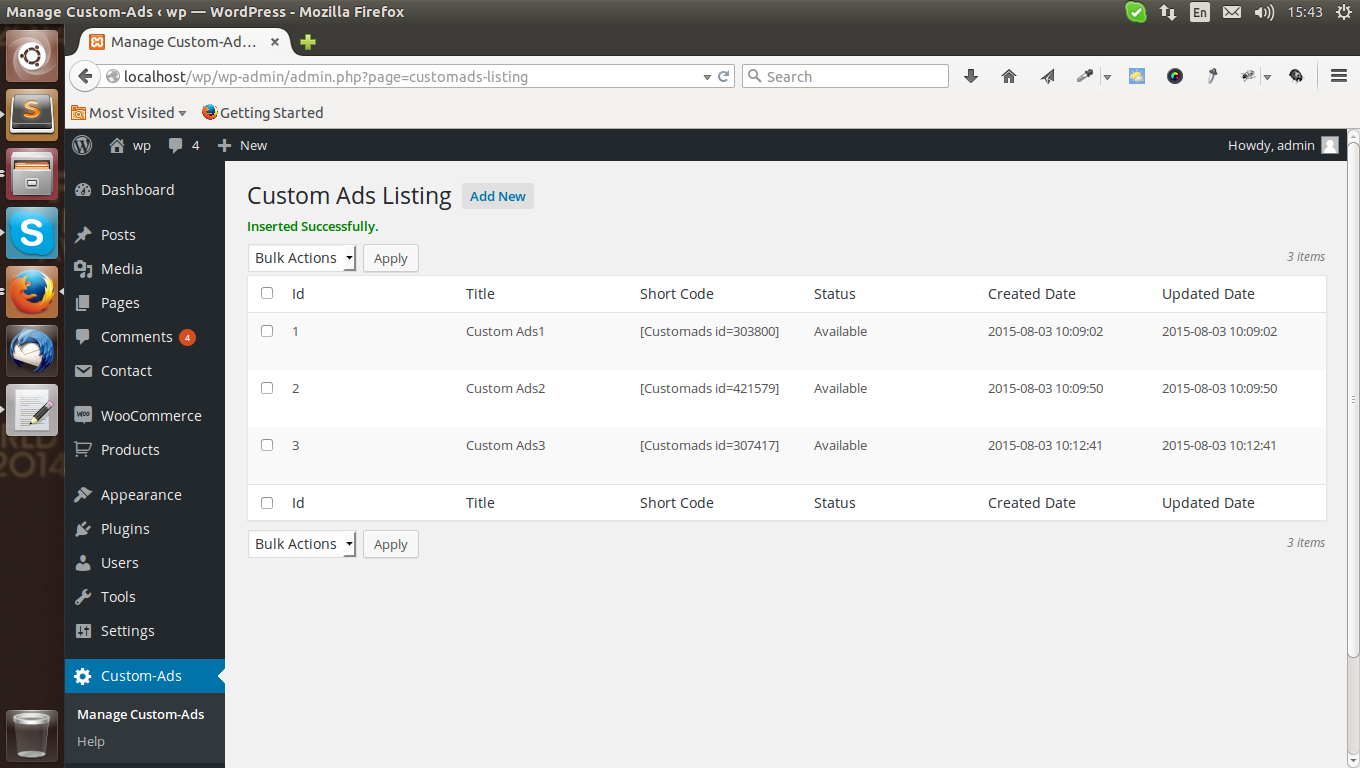 Manage Custom-Ads ‹ wp — WordPress - Mozilla Firefox
En
15:43
Manage Custom-Ad...
localhost/wp/wp-admin/admin.php?page=customads-listing
Search
Most Visited
Getting Started
wp
4
New
Howdy, admin
Dashboard
Posts
Media
Pages
Comments 4
Contact
WOO
WooCommerce
Products
Appearance
Plugins
Users
Tools
Settings
Custom-Ads
Manage Custom-Ads
Help
Custom Ads Listing Add New
Inserted Successfully.
Bulk Actions Apply 3 items
Id Title Short Code Status Created Date Updated Date
1 Custom Ads1 [Customads id=303800] Available 2015-08-03 10:09:02 2015-08-03 10:09:02
2 Custom Ads2 [Customads id=421579] Available 2015-08-03 10:09:50 2015-08-03 10:09:50
3 Custom Ads3 [Customads id=307417] Available 2015-08-03 10:12:41 2015-08-03 10:12:41
Id Title Short Code Status Created Date Updated Date
Bulk Actions Apply 3 items
S
S
2014